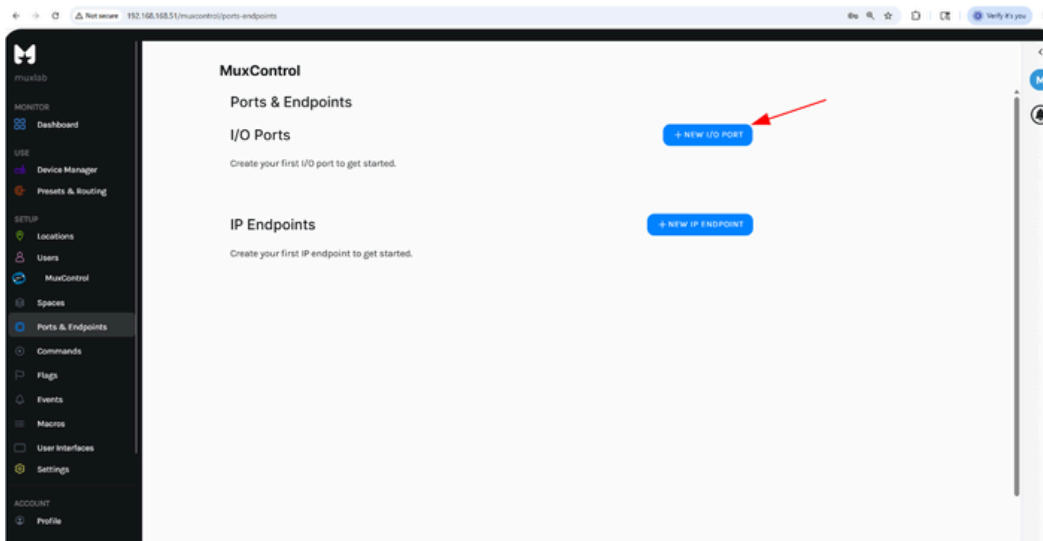 Not secure 192.168.168.51/muxcontrol/ports-endpoints
Verify it's you
muxlab
MONITOR
Dashboard
USE
Device Manager
Presets & Routing
SETUP
Locations
Users
MuxControl
Spaces
Ports & Endpoints
Commands
Flags
Events
Macros
User Interfaces
Settings
ACCOUNT
Profile
MuxControl
Ports & Endpoints
I/O Ports
+ NEW I/O PORT
Create your first I/O port to get started.
IP Endpoints
+ NEW IP ENDPOINT
Create your first IP endpoint to get started.
M